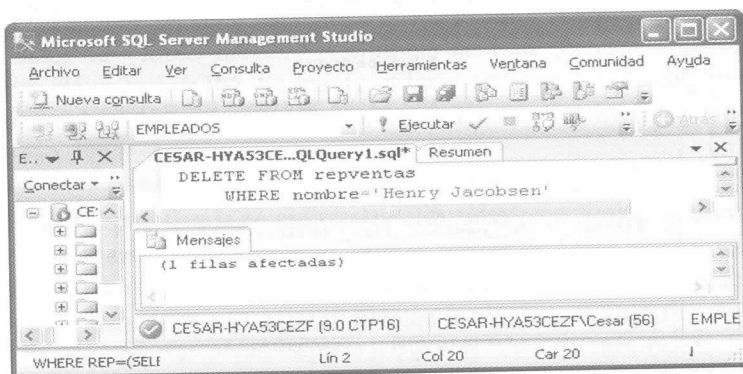 Microsoft SQL Server Management Studio
Archivo Editar Ver Consulta Proyecto Herramientas Ventana Comunidad Ayuda
Nueva consulta
EMPLEADOS Ejecutar Atrás
E.. CESAR-HYA53CE...QLQuery1.sql* Resumen
Conectar
CE:
DELETE FROM repventas
WHERE nombre='Henry Jacobsen'
Mensajes
(1 filas afectadas)
CESAR-HYA53CEZF (9.0 CTP16) CESAR-HYA53CEZF\Cesar (56) EMPLE
WHERE REP=(SELE Lín 2 Col 20 Car 20